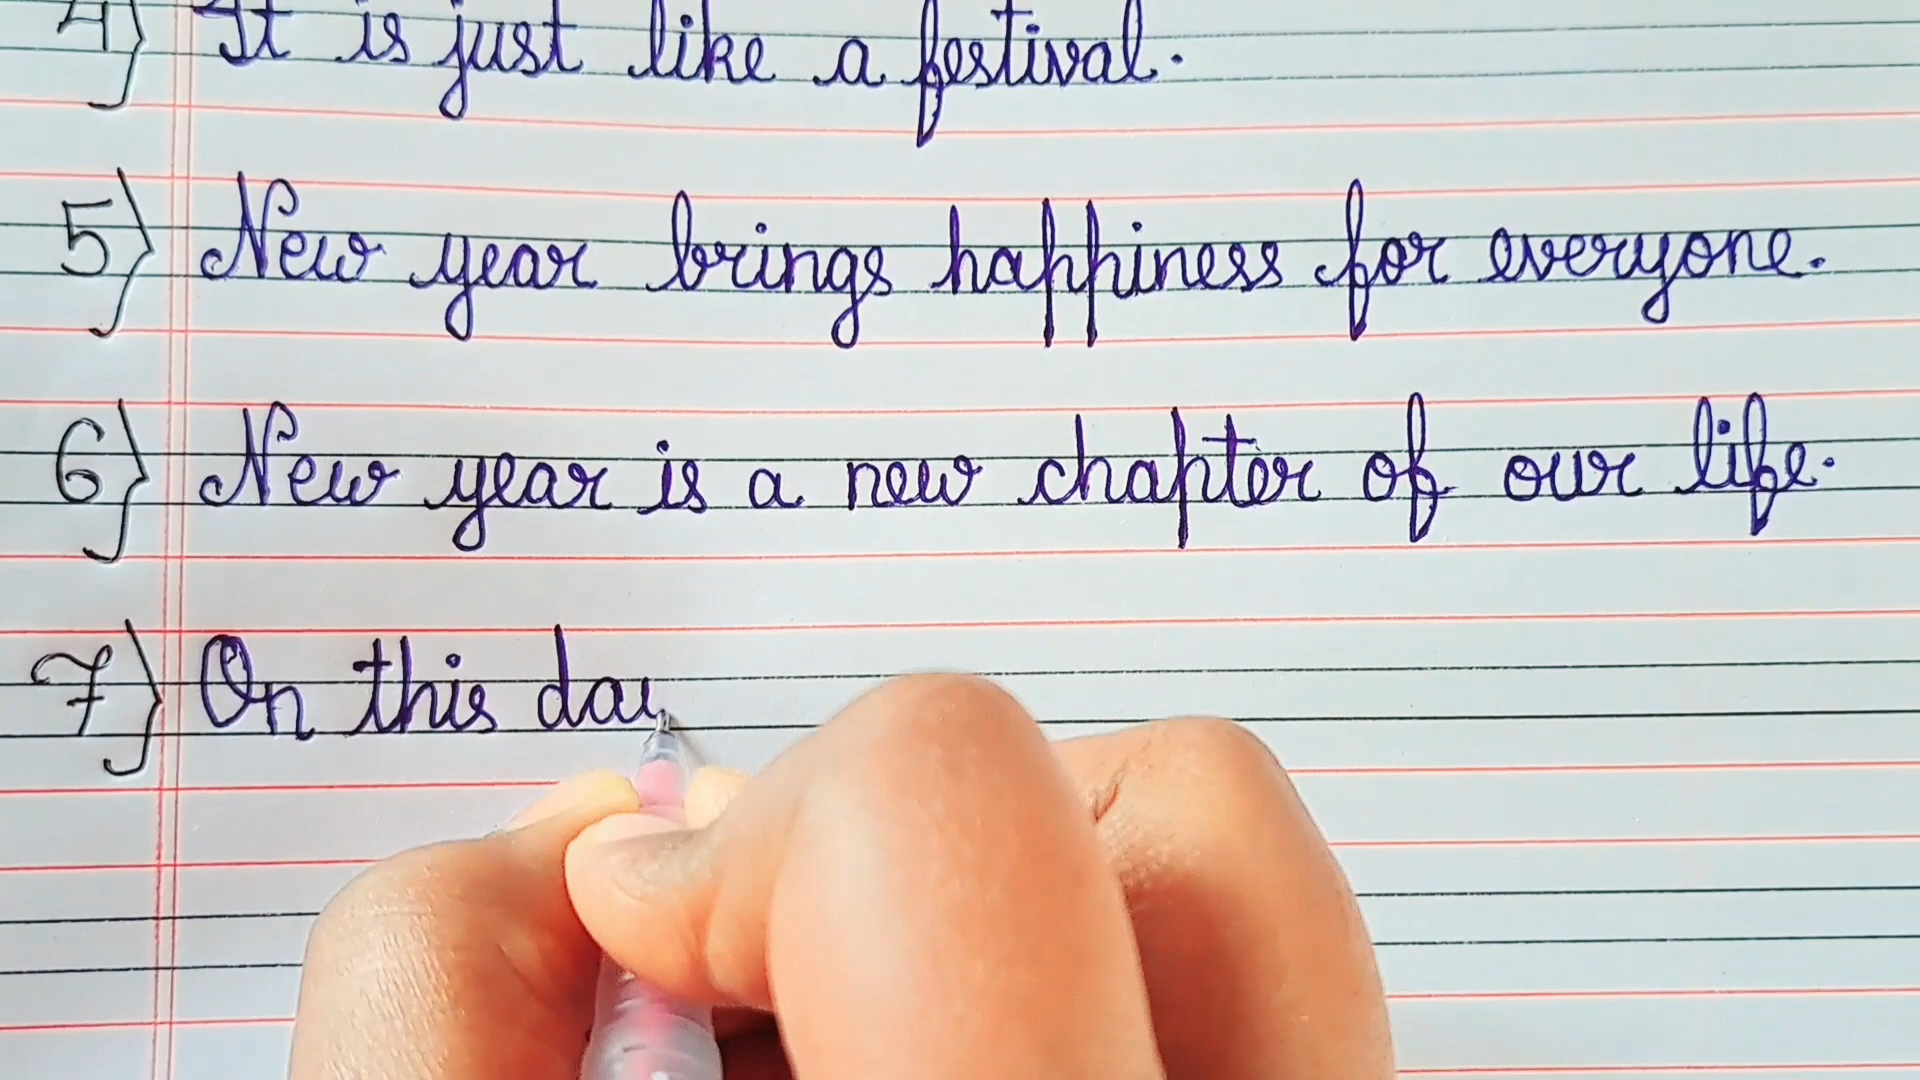 4) It is just like a festival.
5) New year brings happiness for everyone.
6) New year is a new chapter of our life.
7) On this